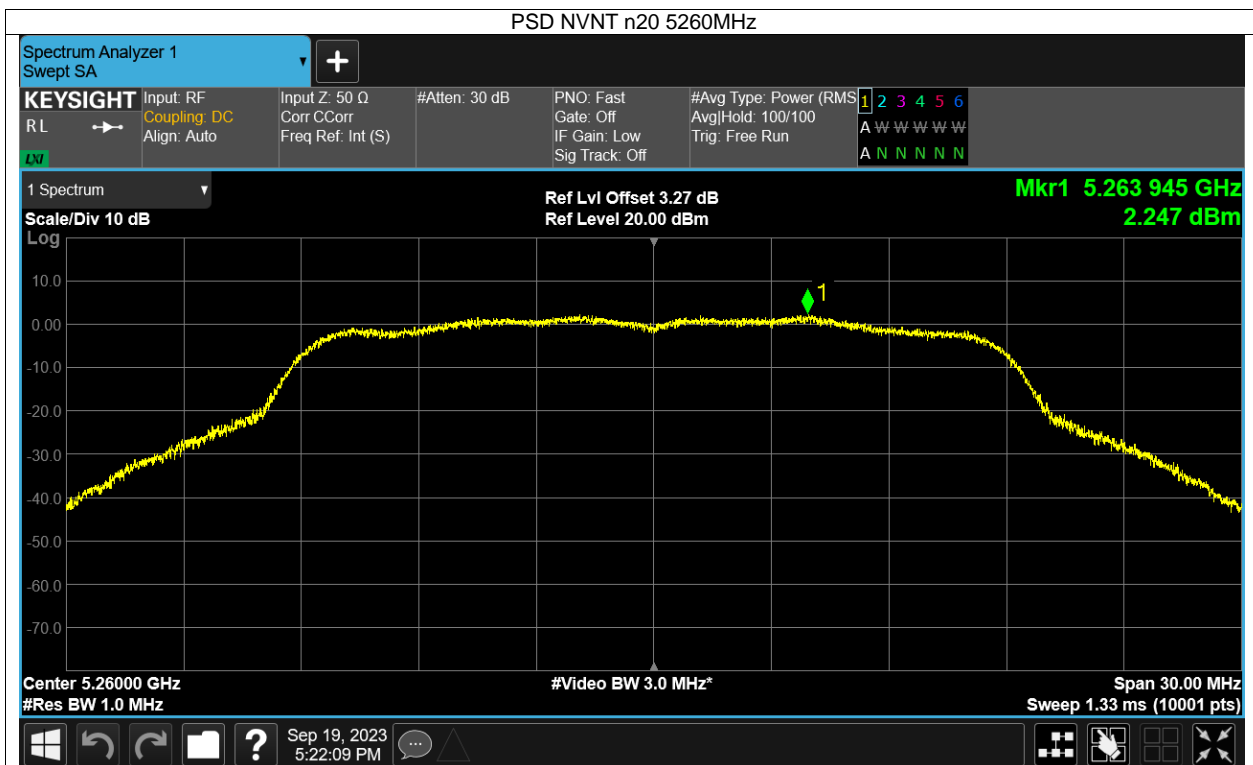 PSD NVNT n20 5260MHz
Spectrum Analyzer 1
Swept SA
KEYSIGHT
RL
LXI
Input: RF
Coupling: DC
Align: Auto
Input Z: 50 Ω
Corr CCorr
Freq Ref: Int (S)
#Atten: 30 dB
PNO: Fast
Gate: Off
IF Gain: Low
Sig Track: Off
#Avg Type: Power (RMS
Avg|Hold: 100/100
Trig: Free Run
1 2 3 4 5 6
A W W W W W
A N N N N N
1 Spectrum
Scale/Div 10 dB
Log
Ref Lvl Offset 3.27 dB
Ref Level 20.00 dBm
Mkr1 5.263 945 GHz
2.247 dBm
1
10.0
0.00
-10.0
-20.0
-30.0
-40.0
-50.0
-60.0
-70.0
Center 5.26000 GHz
#Res BW 1.0 MHz
#Video BW 3.0 MHz*
Span 30.00 MHz
Sweep 1.33 ms (10001 pts)
?
Sep 19, 2023
5:22:09 PM